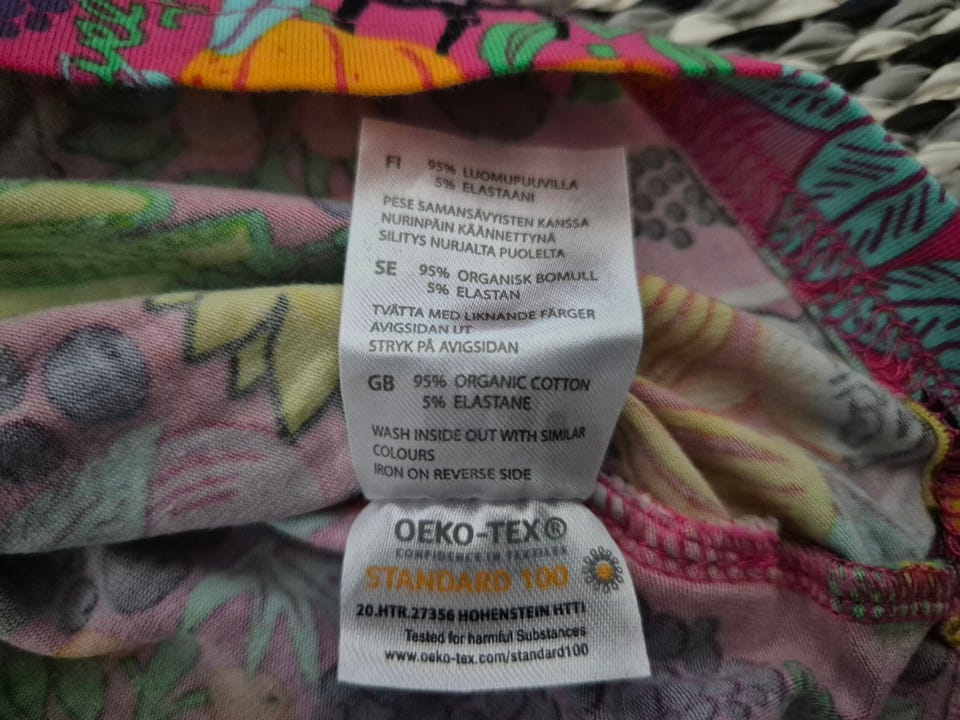 FI 95% LUOMUPUUVILLA
5% ELASTAANI
PESE SAMANSÄVYISTEN KANSSA
NURINPÄIN KÄÄNNETTYNÄ
SILITYS NURJALTA PUOLELTA
SE 95% ORGANISK BOMULL
5% ELASTAN
TVÄTTA MED LIKNANDE FÄRGER
AVIGSIDAN UT
STRYK PÅ AVIGSIDAN
GB 95% ORGANIC COTTON
5% ELASTANE
WASH INSIDE OUT WITH SIMILAR
COLOURS
IRON ON REVERSE SIDE
OEKO-TEX®
CONFIDENCE IN TEXTILES
STANDARD 100
20.HTR.27356 HOHENSTEIN HTTI
Tested for harmful Substances
www.oeko-tex.com/standard100